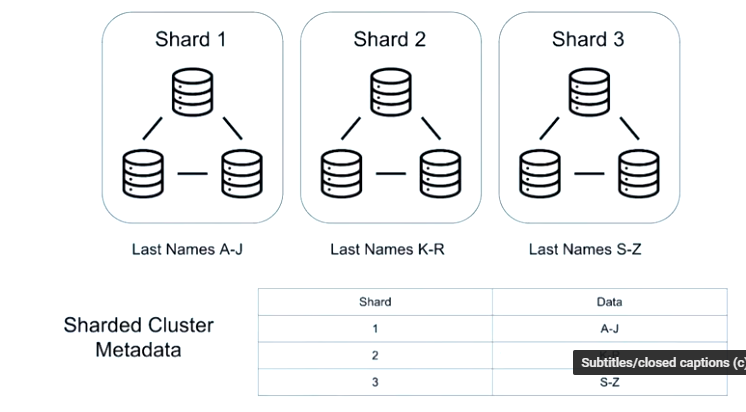 Shard 1
Shard 2
Shard 3
Last Names A-J
Last Names K-R
Last Names S-Z
Sharded Cluster
Metadata
Shard Data
1 A-J
2
Subtitles/closed captions (c)
3 S-Z